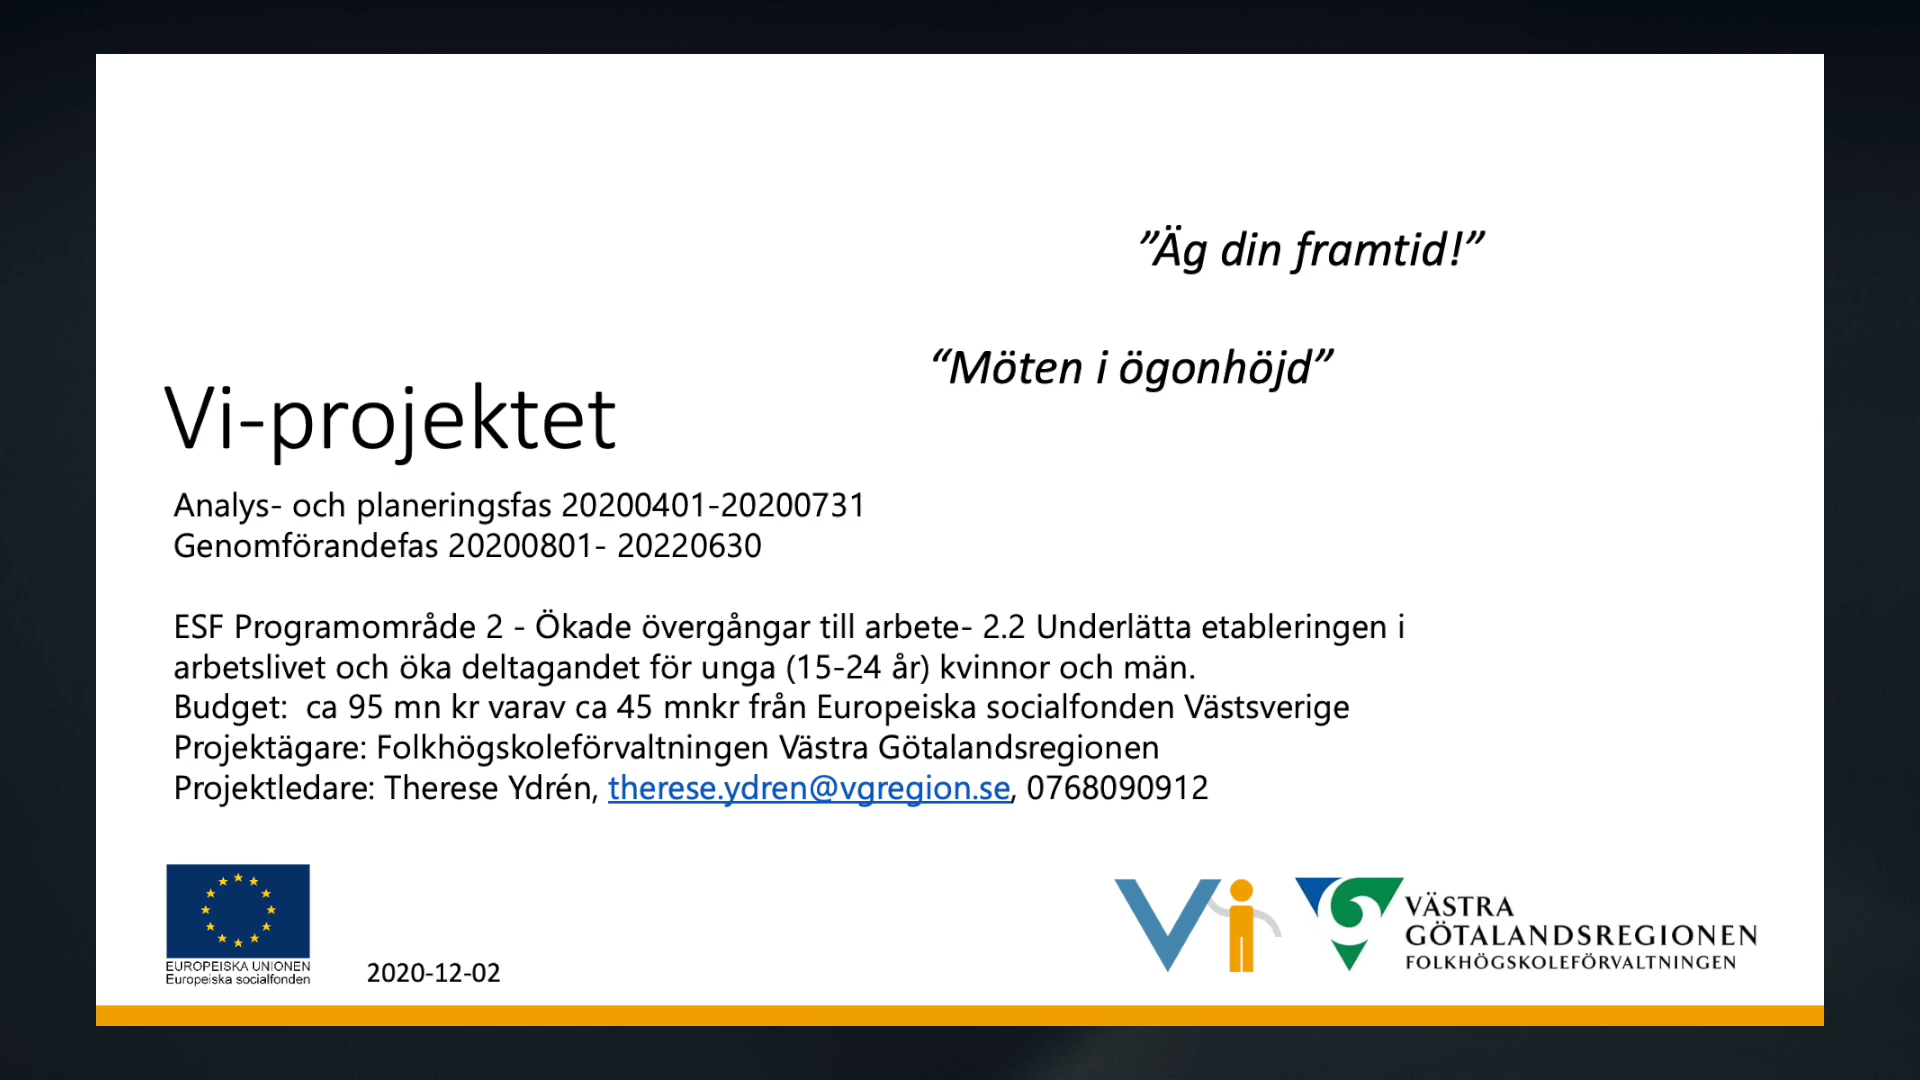 ”Äg din framtid!”
“Möten i ögonhöjd”
Vi-projektet
Analys- och planeringsfas 20200401-20200731
Genomförandefas 20200801- 20220630
ESF Programområde 2 - Ökade övergångar till arbete- 2.2 Underlätta etableringen i
arbetslivet och öka deltagandet för unga (15-24 år) kvinnor och män.
Budget:  ca 95 mn kr varav ca 45 mnkr från Europeiska socialfonden Västsverige
Projektägare: Folkhögskoleförvaltningen Västra Götalandsregionen
Projektledare: Therese Ydrén, therese.ydren@vgregion.se, 0768090912
EUROPEISKA UNIONEN
Europeiska socialfonden
2020-12-02
Vi
VÄSTRA
GÖTALANDSREGIONEN
FOLKHÖGSKOLEFÖRVALTNINGEN